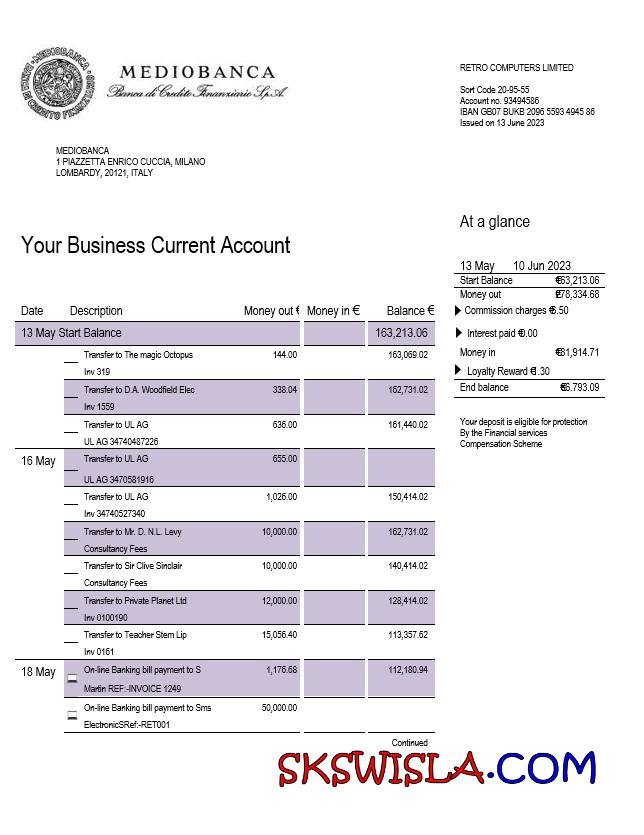 MEDIOBANCA
Banca di Credito Finanziario S.p.A.
RETRO COMPUTERS LIMITED
Sort Code 20-95-55
Account no. 93494586
IBAN GB07 BUKB 2096 5593 4945 86
Issued on 13 June 2023
MEDIOBANCA
1 PIAZZETTA ENRICO CUCCIA, MILANO
LOMBARDY, 20121, ITALY
At a glance
13 May 10 Jun 2023
Start Balance €63,213.06
Money out €78,334.68
Commission charges €6.50
Interest paid €0.00
Money in €81,914.71
Loyalty Reward €1.30
End balance €6.793.09
Your deposit is eligible for protection
By the Financial services
Compensation Scheme
Your Business Current Account
Date Description Money out € Money in € Balance €
13 May Start Balance 163,213.06
Transfer to The magic Octopus 144.00 163,069.02
Inv 319
Transfer to D.A. Woodfield Elec 338.04 162,731.02
Inv 1559
Transfer to UL AG 636.00 161,440.02
UL AG 34740487226
16 May Transfer to UL AG 655.00
UL AG 3470581916
Transfer to UL AG 1,026.00 150,414.02
Inv 34740527340
Transfer to Mr. D. N.L. Levy 10,000.00 162,731.02
Consultancy Fees
Transfer to Sir Clive Sinclair 10,000.00 140,414.02
Consultancy Fees
Transfer to Private Planet Ltd 12,000.00 128,414.02
Inv 0100190
Transfer to Teacher Stem Lip 15,056.40 113,357.62
Inv 0161
18 May On-line Banking bill payment to S 1,176.68 112,180.94
Martin REF:-INVOICE 1249
On-line Banking bill payment to Sms 50,000.00
ElectronicSRef:-RET001
Continued
SKSWISLA.COM